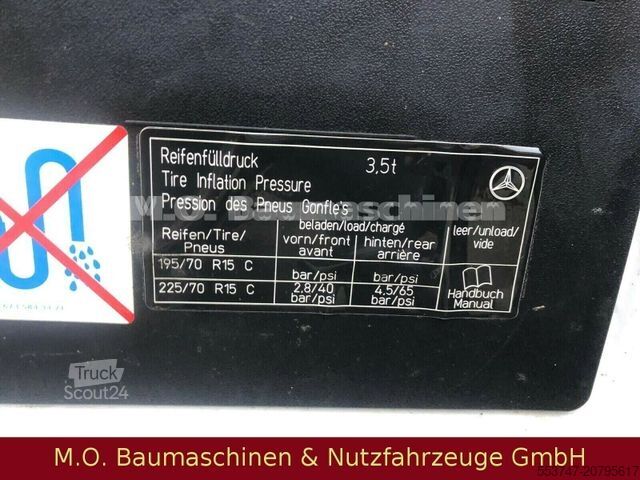 Reifenfülldruck 3,5t
Tire Inflation Pressure
Pression des Pneus Gonfle's
M.O. Baumaschinen
beladen/load/chargé
leer/unload/
vide
Reifen/Tire/
Pneus
vorn/front
avant
hinten/rear
arrière
195/70 R15 C
bar/psi
bar/psi
225/70 R15 C
2,8/40
bar/psi
4,5/65
bar/psi
Handbuch
Manual
Truck
Scout24
M.O. Baumaschinen & Nutzfahrzeuge GmbH